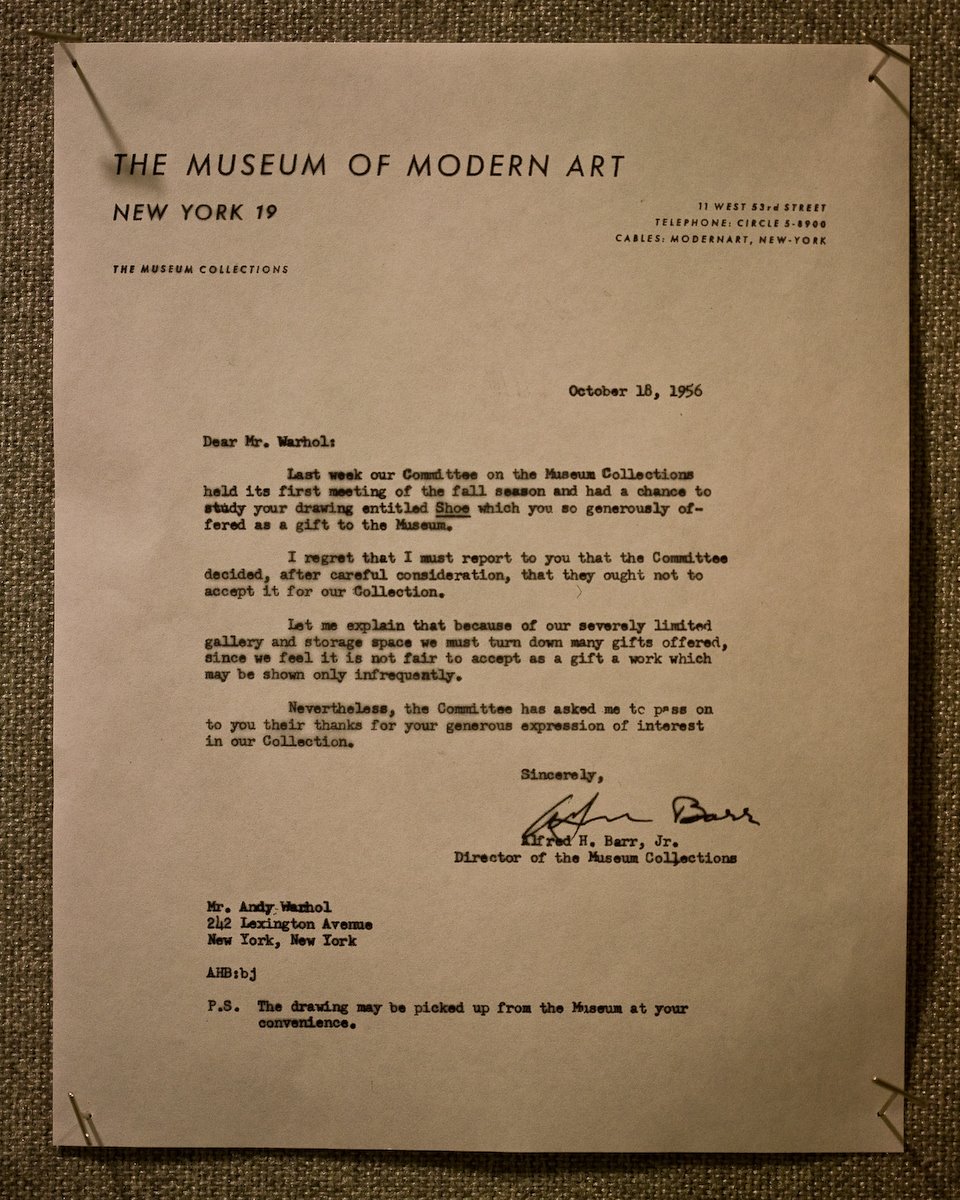 THE MUSEUM OF MODERN ART
NEW YORK 19
11 WEST 53rd STREET
TELEPHONE: CIRCLE 5-8900
CABLES: MODERNART, NEW-YORK
THE MUSEUM COLLECTIONS
October 18, 1956
Dear Mr. Warhol:
Last week our Committee on the Museum Collections
held its first meeting of the fall season and had a chance to
study your drawing entitled Shoe which you so generously of-
fered as a gift to the Museum.
I regret that I must report to you that the Committee
decided, after careful consideration, that they ought not to
accept it for our Collection.
Let me explain that because of our severely limited
gallery and storage space we must turn down many gifts offered,
since we feel it is not fair to accept as a gift a work which
may be shown only infrequently.
Nevertheless, the Committee has asked me to pass on
to you their thanks for your generous expression of interest
in our Collection.
Sincerely,
Alfred Barr
Alfred H. Barr, Jr.
Director of the Museum Collections
Mr. Andy Warhol
242 Lexington Avenue
New York, New York
AHB:bj
P.S. The drawing may be picked up from the Museum at your
convenience.